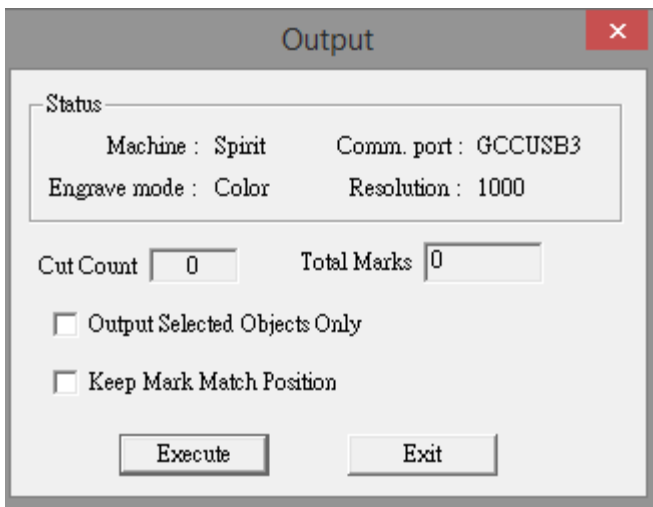 Output
Status
Machine : Spirit Comm. port : GCCUSB3
Engrave mode : Color Resolution : 1000
Cut Count 0 Total Marks 0
Output Selected Objects Only
Keep Mark Match Position
Execute Exit